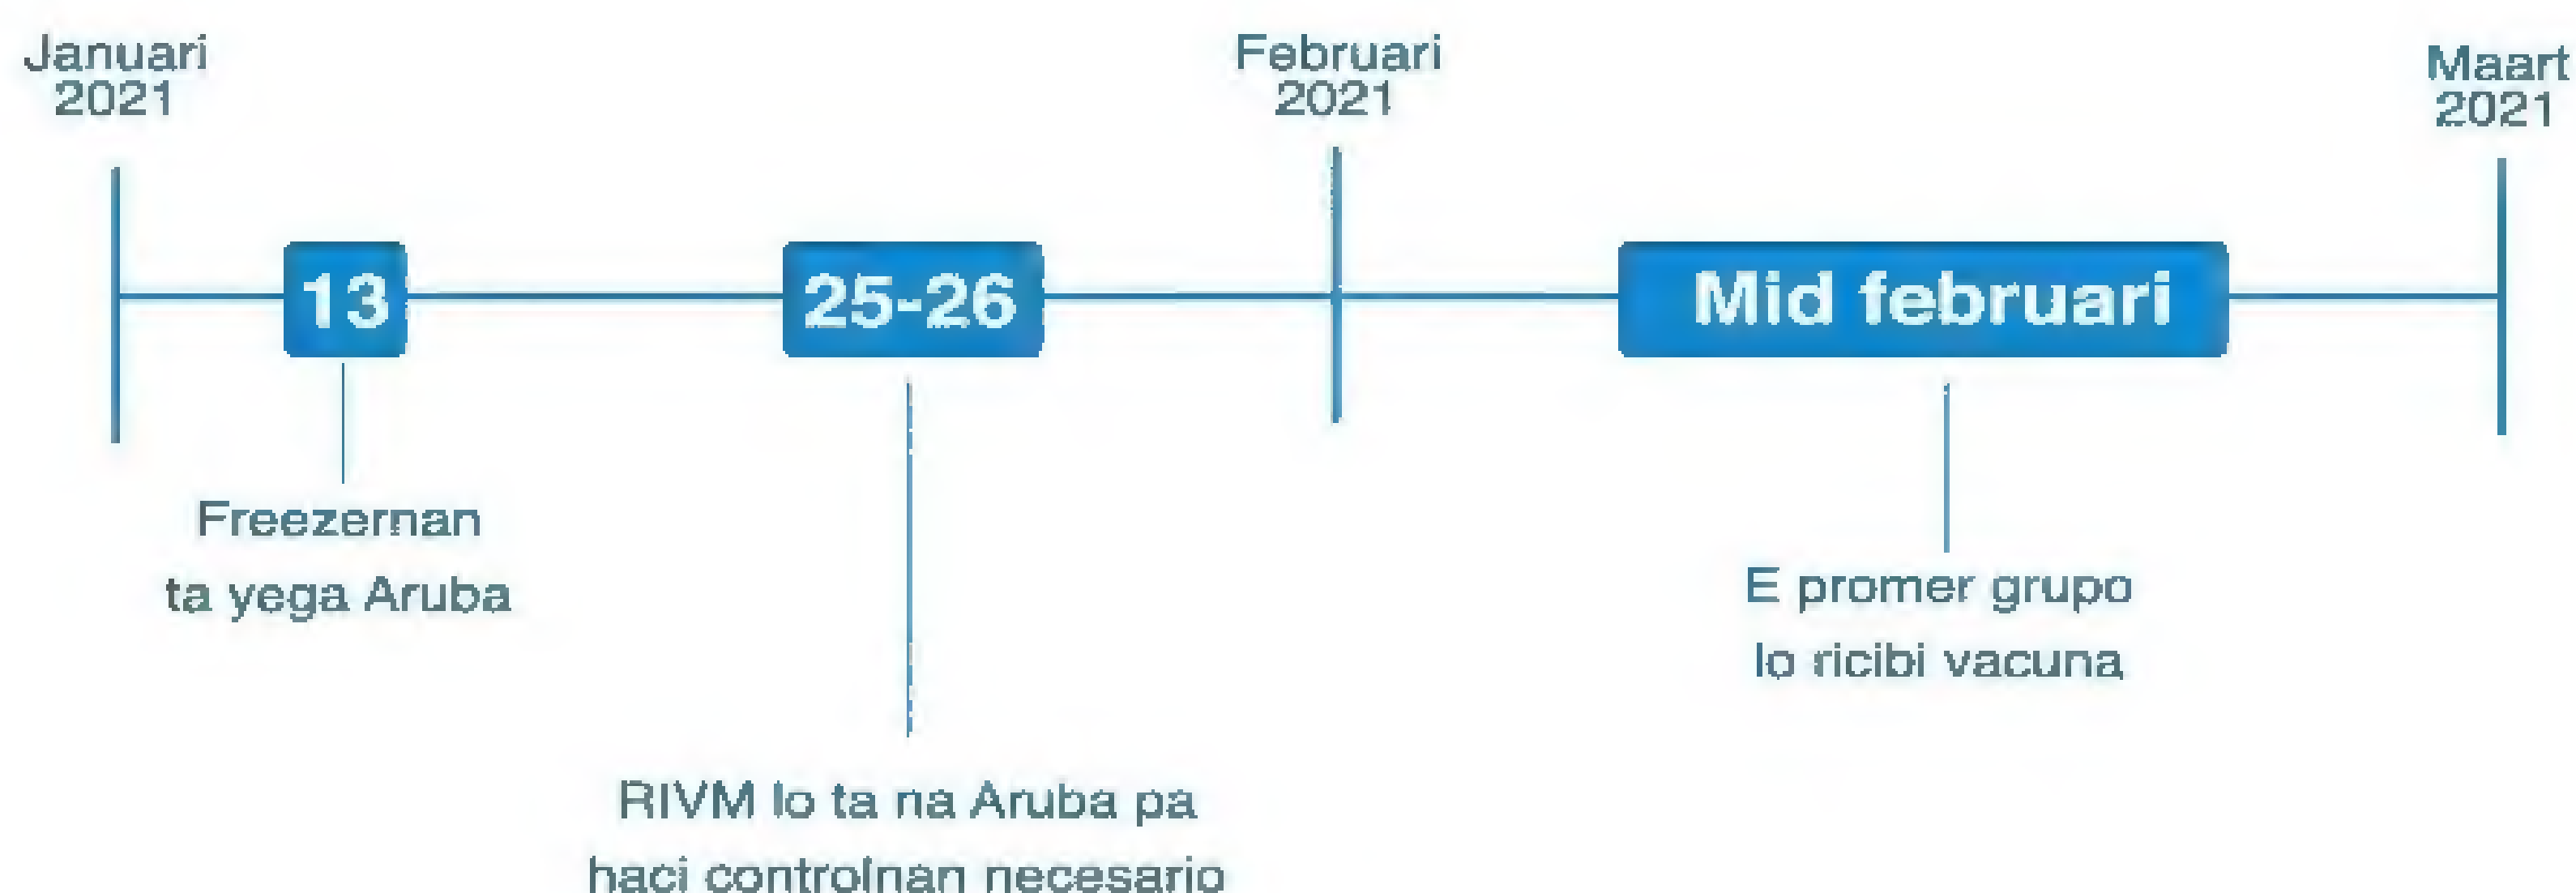 Januari
2021
Februari
2021
Maart
2021
13
25-26
Mid februari
Freezernan
ta yega Aruba
E promer grupo
lo ricibi vacuna
RIVM lo ta na Aruba pa
haci controlnan necesario